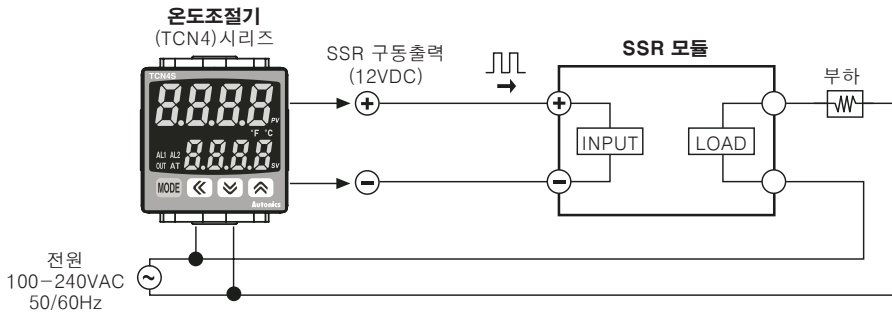 온도조절기
(TCN4)시리즈
TCN4S
8.8.8.8
PV
°F °C
AL1 AL2
OUT AT
8.8.8.8
SV
MODE
Autonics
SSR 구동출력
(12VDC)
+
−
SSR 모듈
+
INPUT
LOAD
−
부하
전원
100-240VAC
50/60Hz
~